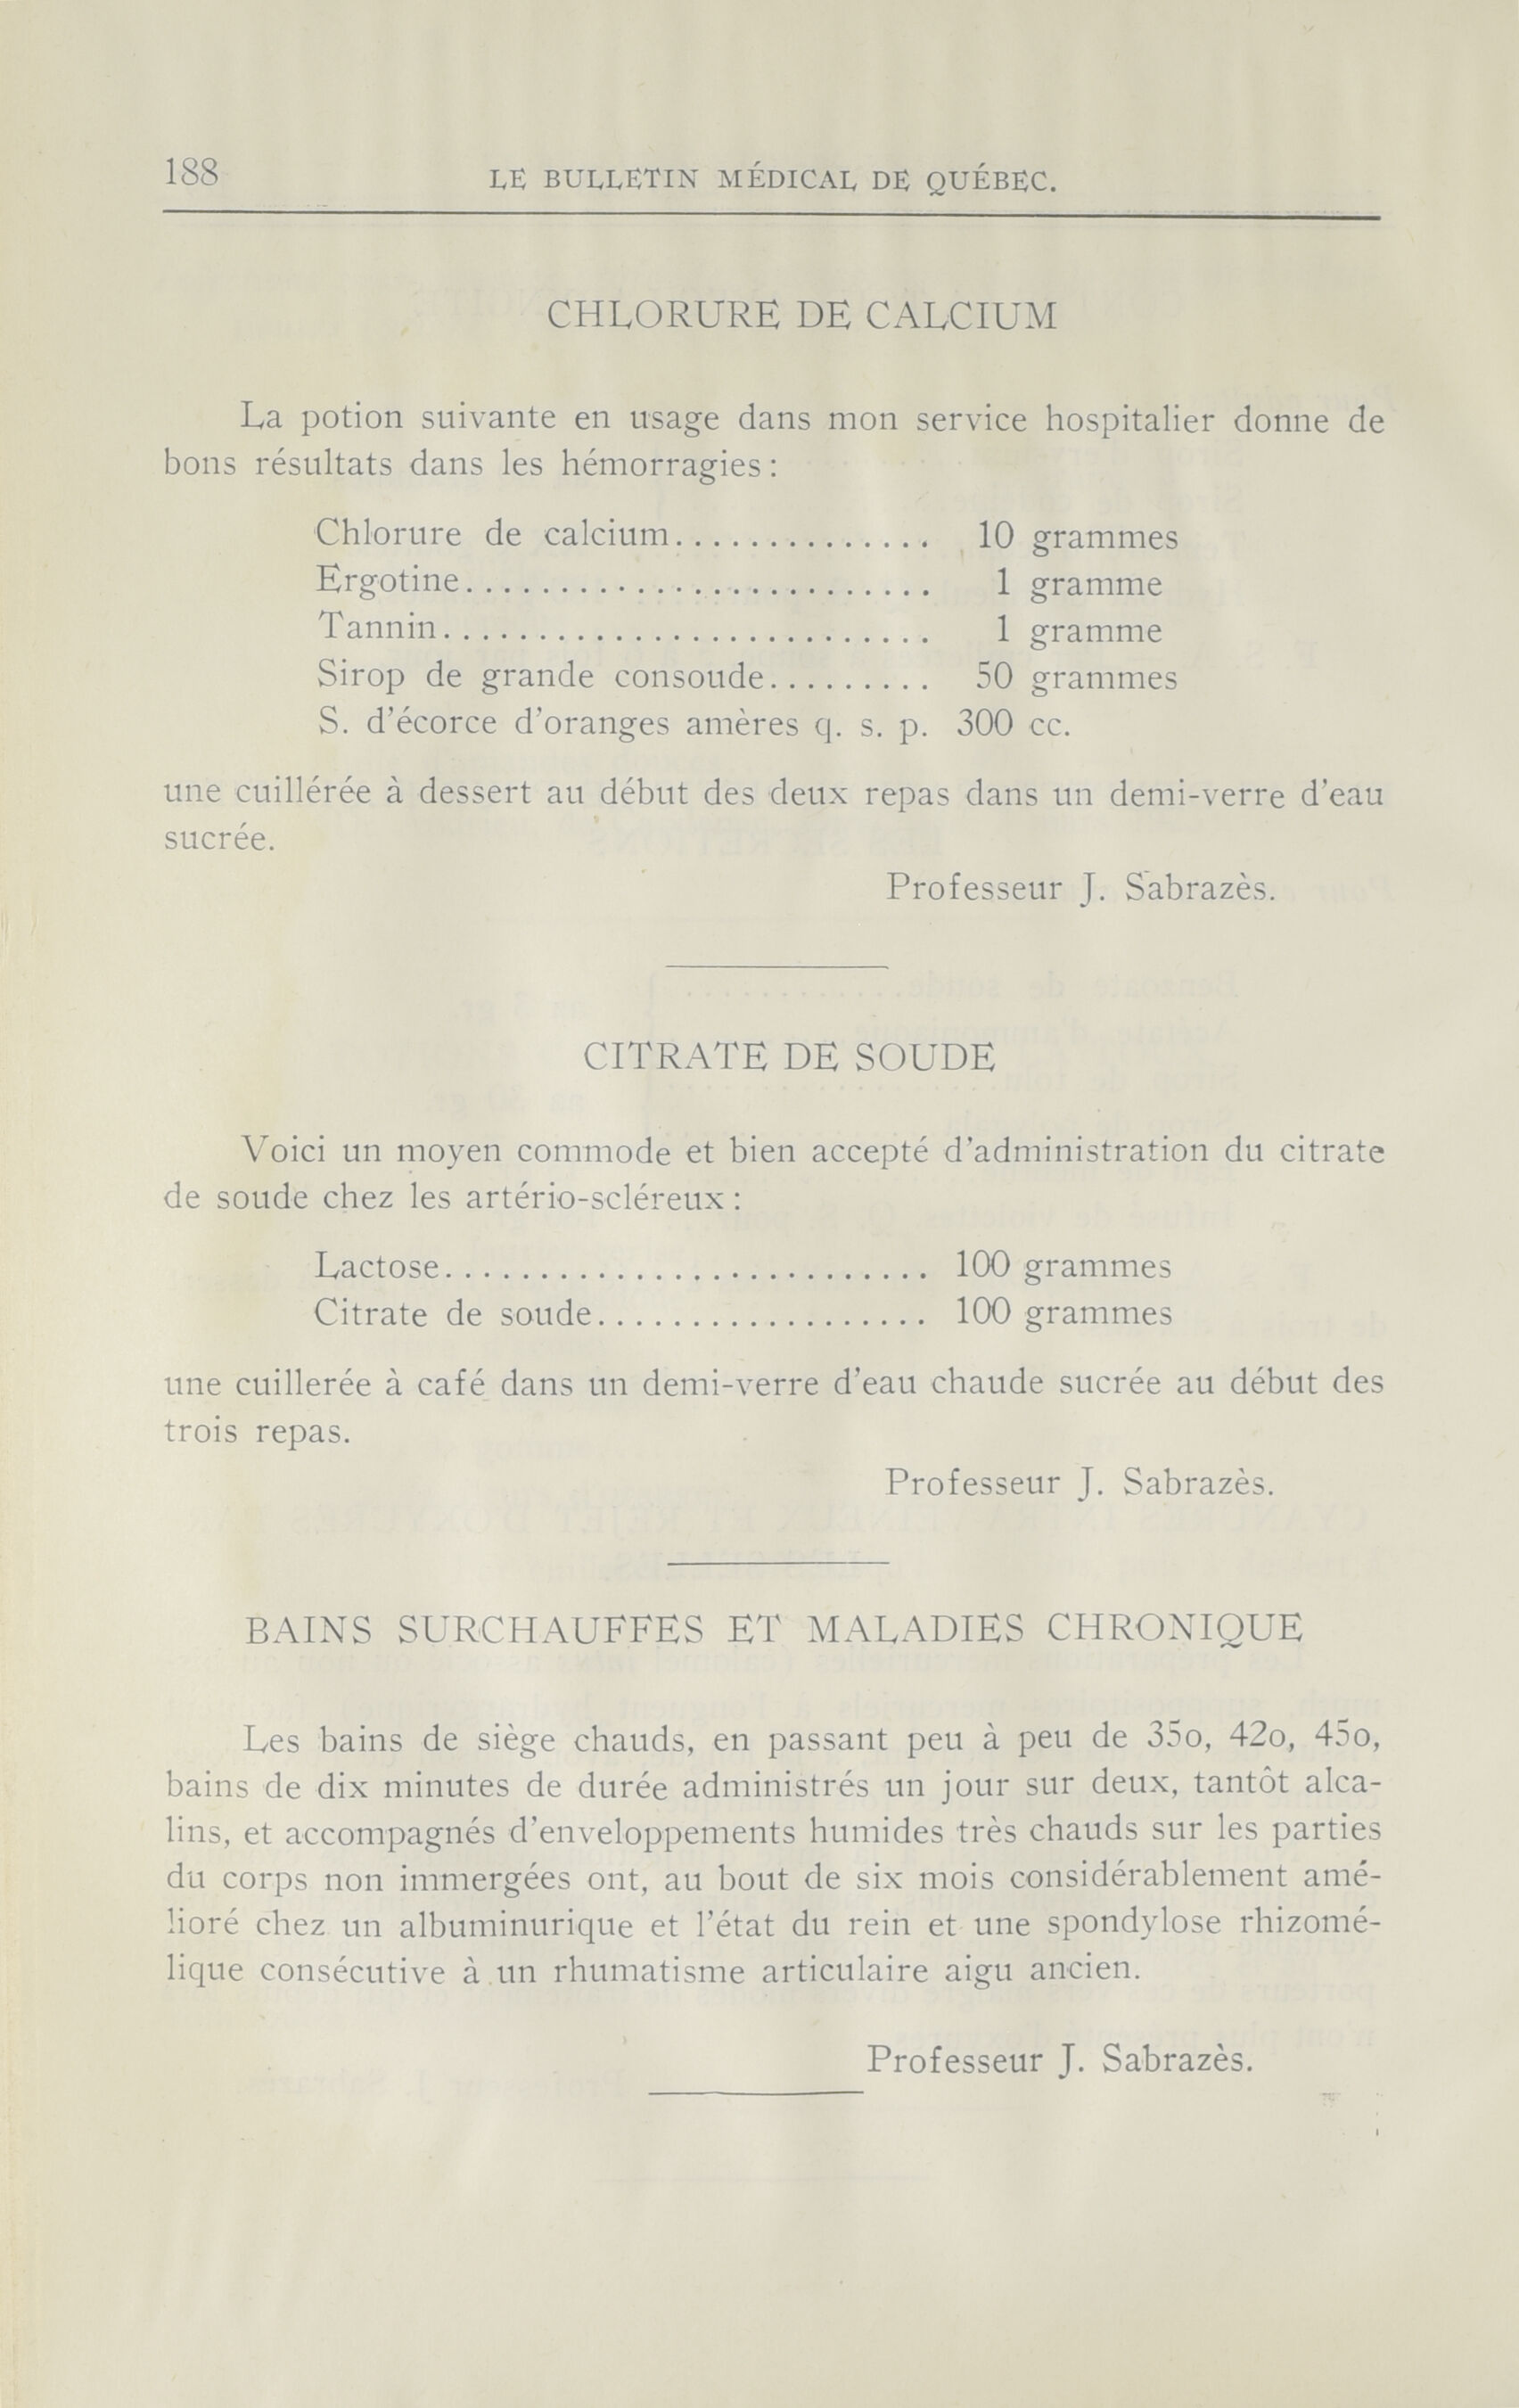 188
LE BULLETIN MÉDICAL DE QUÉBEC.
CHLORURE DE CALCIUM
La potion suivante en usage dans mon service hospitalier donne de
bons résultats dans les hémorragies :
Chlorure de calcium.............. 10 grammes
Ergotine......................... 1 gramme
Tannin.......................... 1 gramme
Sirop de grande consoude......... 50 grammes
S. d'écorce d'oranges amères q. s. p. 300 cc.
une cuillérée à dessert au début des deux repas dans un demi-verre d'eau
sucrée.
Professeur J. Sabrazès.
CITRATE DE SOUDE
Voici un moyen commode et bien accepté d'administration du citrate
de soude chez les artério-scléreux :
Lactose.......................... 100 grammes
Citrate de soude.................. 100 grammes
une cuillerée à café dans un demi-verre d'eau chaude sucrée au début des
trois repas.
Professeur J. Sabrazès.
BAINS SURCHAUFFES ET MALADIES CHRONIQUE
Les bains de siège chauds, en passant peu à peu de 35o, 42o, 45o,
bains de dix minutes de durée administrés un jour sur deux, tantôt alca-
lins, et accompagnés d'enveloppements humides très chauds sur les parties
du corps non immergées ont, au bout de six mois considérablement amé-
lioré chez un albuminurique et l'état du rein et une spondylose rhizomé-
lique consécutive à un rhumatisme articulaire aigu ancien.
Professeur J. Sabrazès.